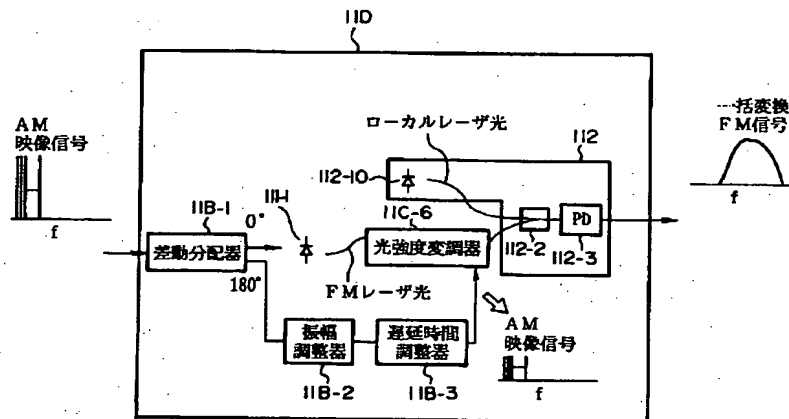 11D
AM
映像信号
f
11B-1
差動分配器
0°
180°
11H
ローカルレーザ光
112
112-10
11C-6
光強度変調器
FMレーザ光
112-2
PD
112-3
一括変換
FM信号
f
振幅
調整器
11B-2
遅延時間
調整器
11B-3
AM
映像信号
f